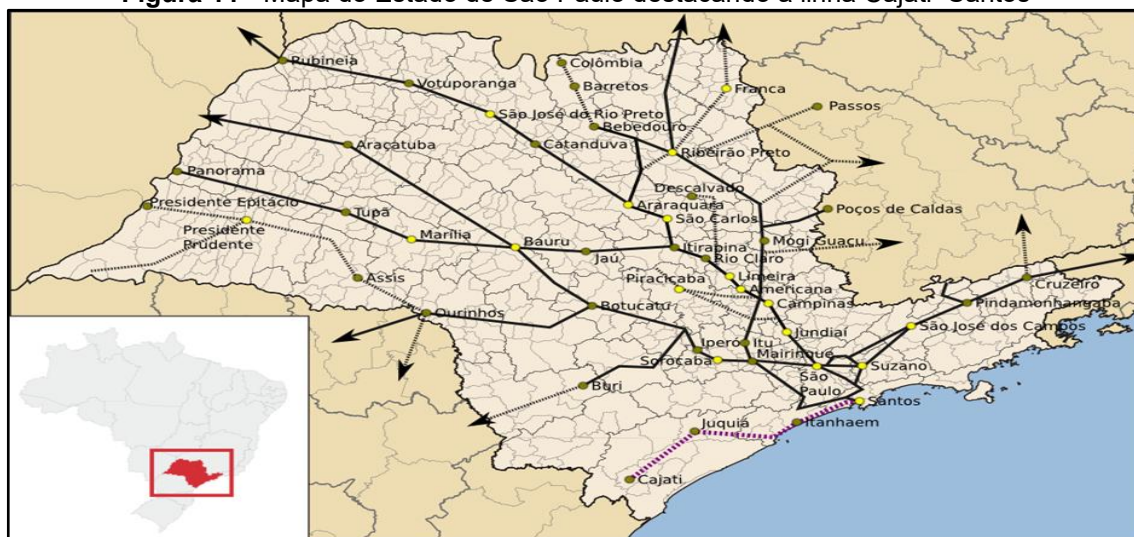 Figura 11 - Mapa do Estado de São Paulo destacando a linha Cajati- Santos
Rubineia
Votuporanga
São José do Rio Preto
Colômbia
Barretos
Bebedouro
Franca
Passos
Araçatuba
Catanduva
Ribeirão Preto
Panorama
Descalvado
Presidente Epitácio
Tupã
Araraquara
São Carlos
Poços de Caldas
Presidente
Prudente
Marília
Bauru
Jaú
Itirapina
Rio Claro
Mogi Guaçu
Assis
Piracicaba
Limeira
Americana
Cruzeiro
Ourinhos
Botucatu
Campinas
Pindamonhangaba
Jundiaí
São José dos Campos
Iperó
Itu
Sorocaba
Mairinque
São
Paulo
Suzano
Buri
Santos
Juquiá
Itanhaem
Cajati